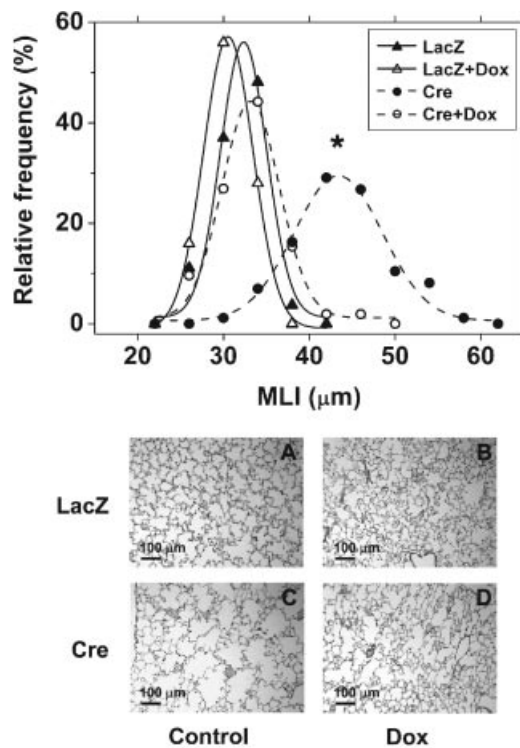 Relative frequency (%)
60
40
20
0
LacZ
LacZ+Dox
Cre
Cre+Dox
*
20 30 40 50 60
MLI (μm)
LacZ
A
100 μm
B
100 μm
Cre
C
100 μm
D
100 μm
Control Dox